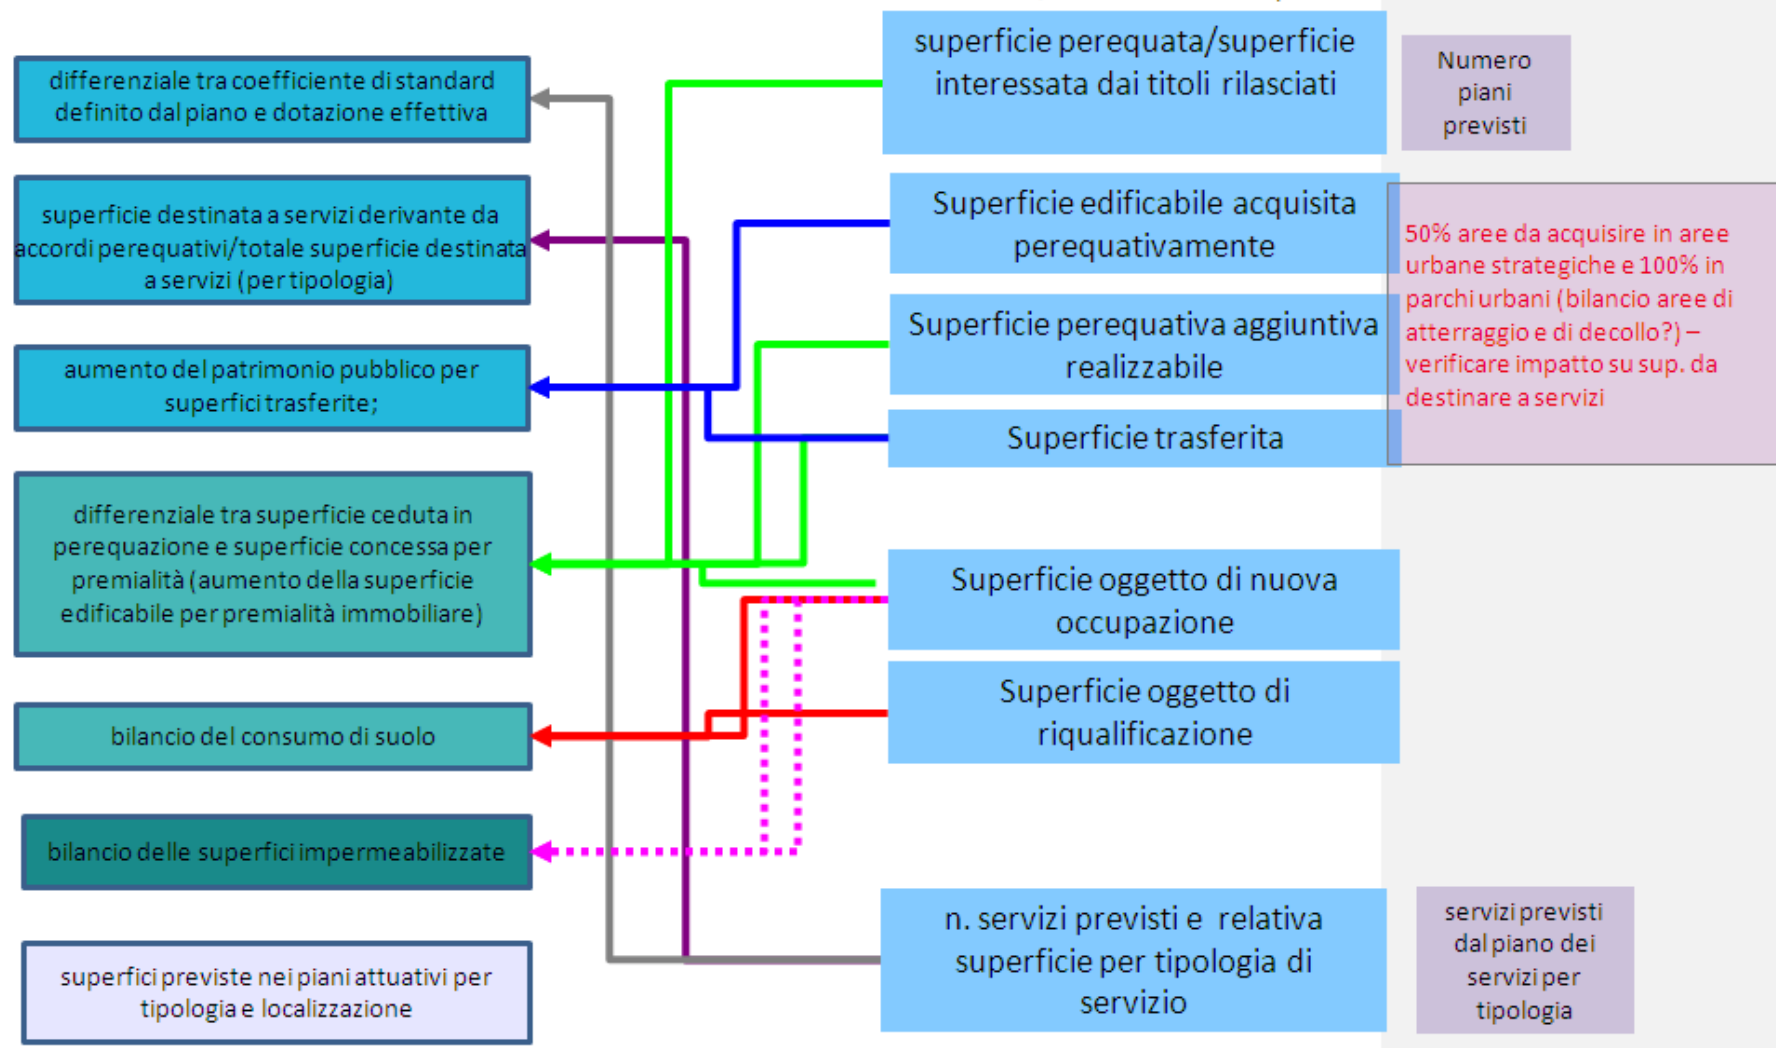 differenziale tra coefficiente di standard
definito dal piano e dotazione effettiva
superficie destinata a servizi derivante da
accordi perequativi/totale superficie destinata
a servizi (per tipologia)
aumento del patrimonio pubblico per
superfici trasferite;
differenziale tra superficie ceduta in
perequazione e superficie concessa per
premialità (aumento della superficie
edificabile per premialità immobiliare)
bilancio del consumo di suolo
bilancio delle superfici impermeabilizzate
superfici previste nei piani attuativi per
tipologia e localizzazione
superficie perequata/superficie
interessata dai titoli rilasciati
Superficie edificabile acquisita
perequativamente
Superficie perequativa aggiuntiva
realizzabile
Superficie trasferita
Superficie oggetto di nuova
occupazione
Superficie oggetto di
riqualificazione
n. servizi previsti e relativa
superficie per tipologia di
servizio
Numero
piani
previsti
50% aree da acquisire in aree
urbane strategiche e 100% in
parchi urbani (bilancio aree di
atterraggio e di decollo?) –
verificare impatto su sup. da
destinare a servizi
servizi previsti
dal piano dei
servizi per
tipologia